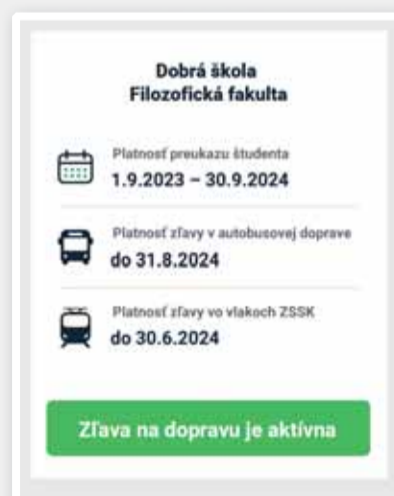 Dobrá škola
Filozofická fakulta
Platnosť preukazu študenta
1.9.2023 – 30.9.2024
Platnosť zľavy v autobusovej doprave
do 31.8.2024
Platnosť zľavy vo vlakoch ZSSK
do 30.6.2024
Zľava na dopravu je aktívna